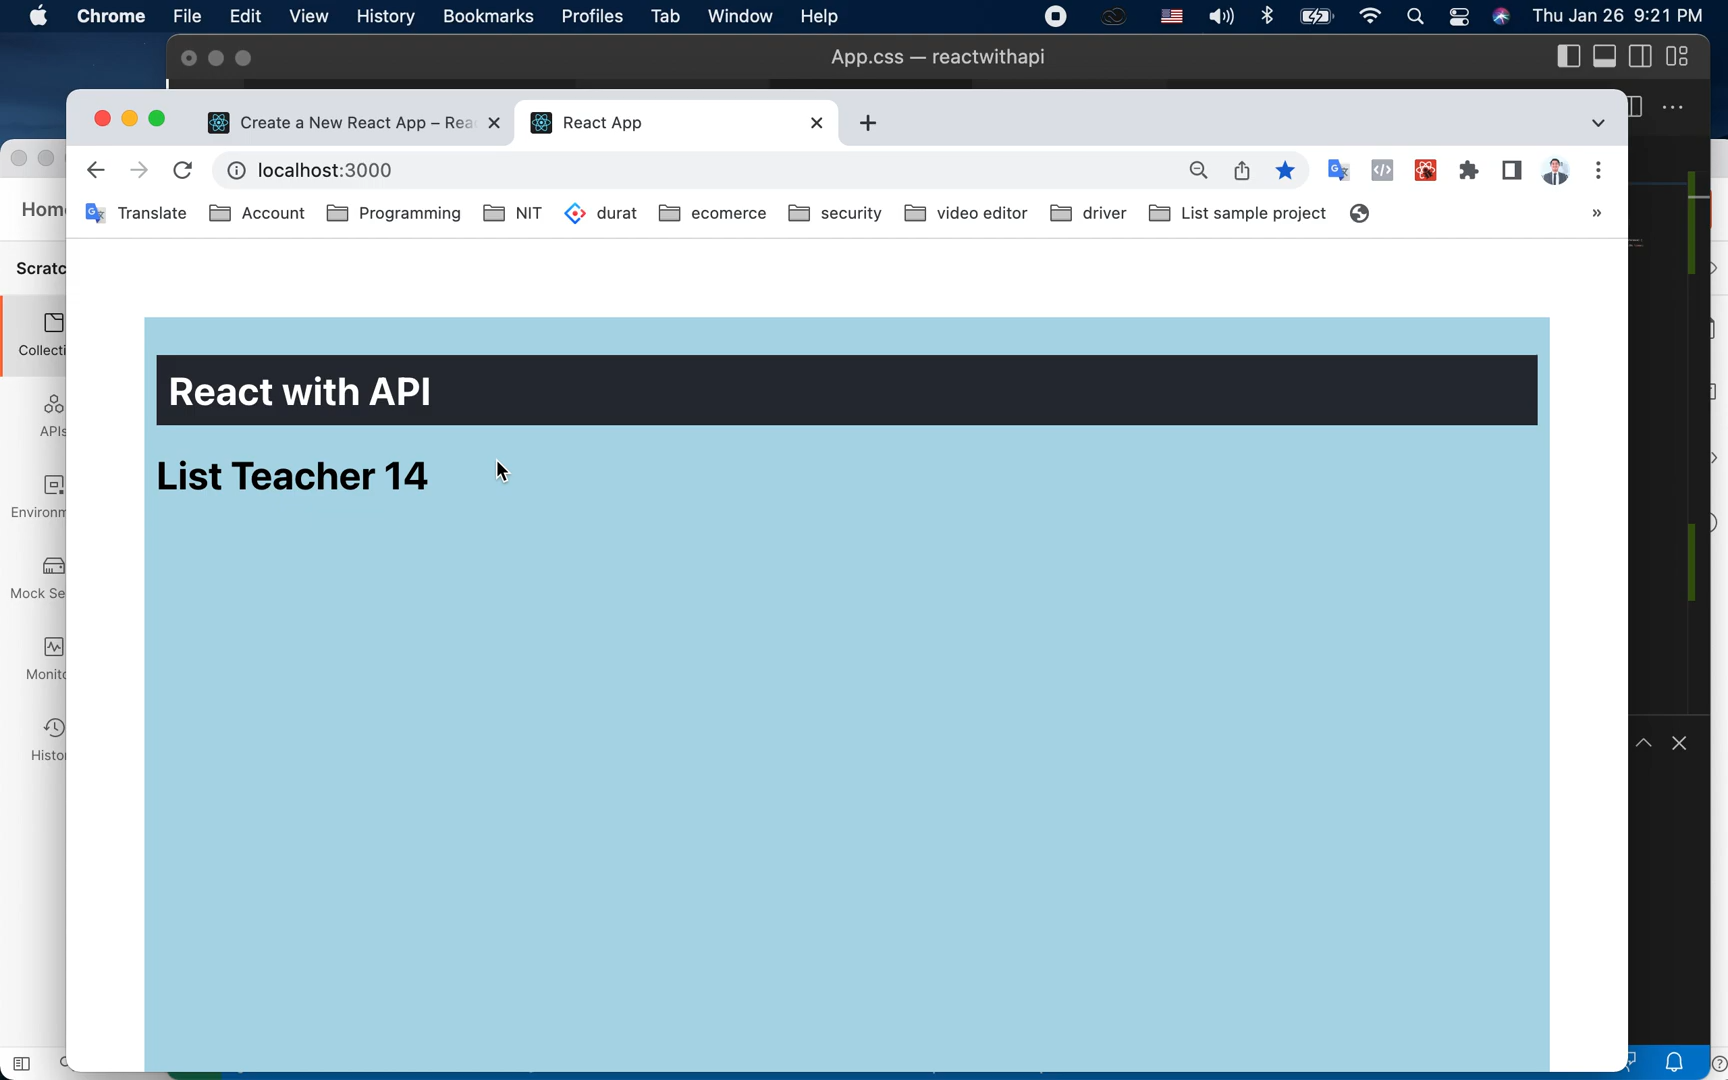 Chrome File Edit View History Bookmarks Profiles Tab Window Help Thu Jan 26 9:21 PM
App.css — reactwithapi
Create a New React App – Rea
React App
localhost:3000
Translate Account Programming NIT durat ecomerce security video editor driver List sample project »
Hom
Scratc
Collecti
APIs
Environm
Mock Se
Monito
Histor
React with API
List Teacher 14